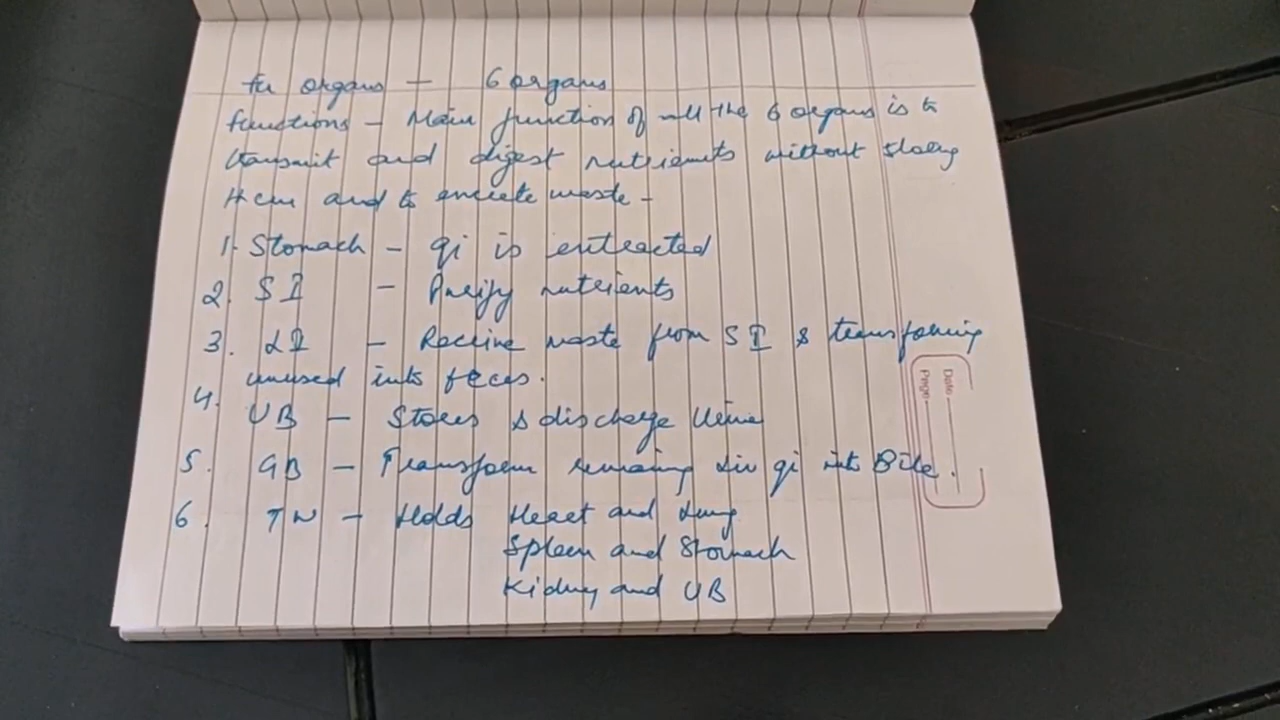 Fu organs - 6 organs
functions - Main function of all the 6 organs is to
transmit and digest nutrients without storing
them and to excrete waste -
1. Stomach - qi is extracted
2. SI - Purify nutrients
3. LI - Receive waste from SI & transforming
unused into feces.
4. UB - Stores & discharge Urine
5. GB - Transform remaining Liv qi into Bile.
6. TW - Holds Heart and Lung
Spleen and Stomach
Kidney and UB
Date
Page